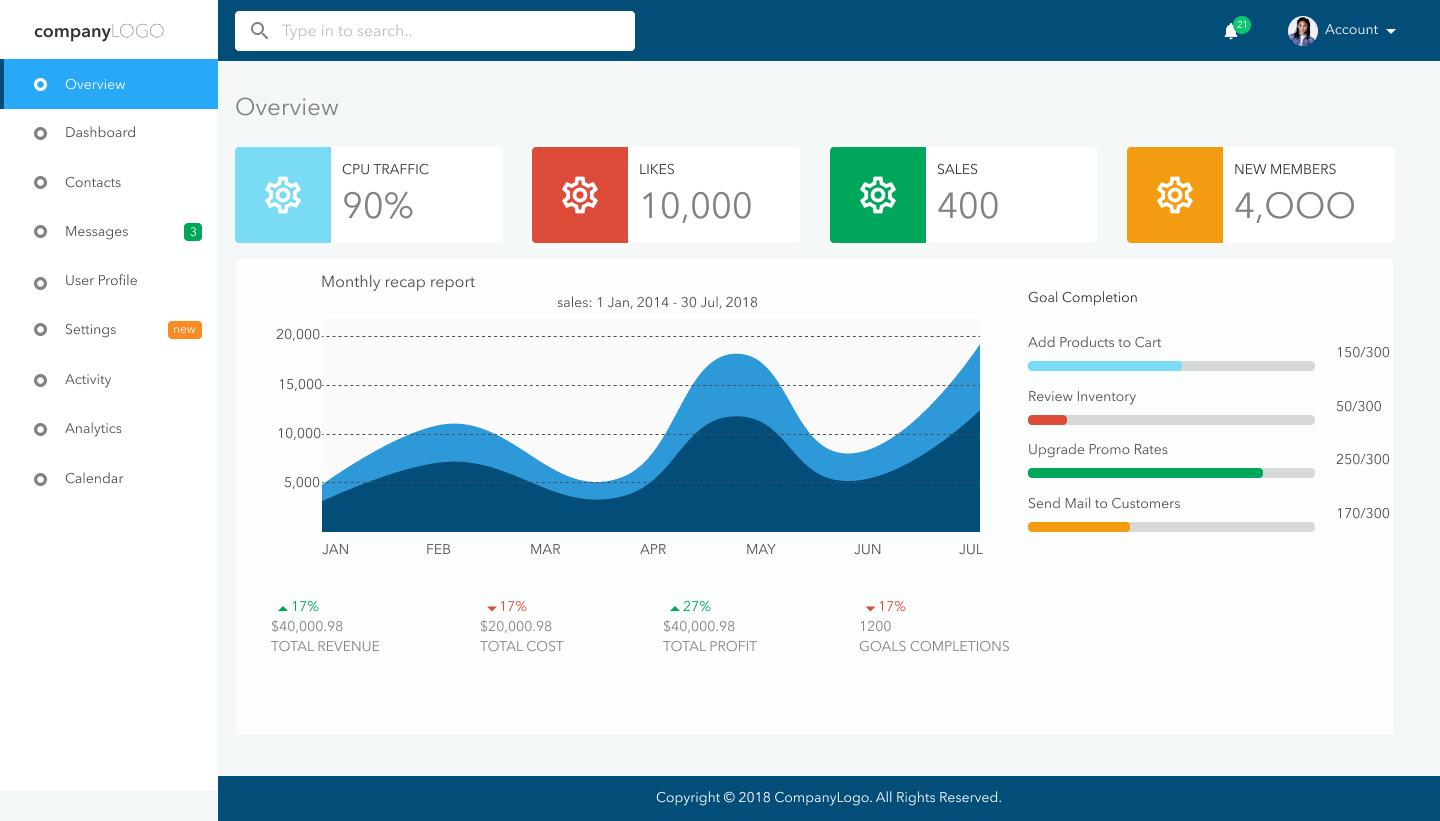 companyLOGO
Type in to search..
21
Account
Overview
Dashboard
Contacts
Messages 3
User Profile
Settings new
Activity
Analytics
Calendar
Overview
CPU TRAFFIC
90%
LIKES
10,000
SALES
400
NEW MEMBERS
4,OOO
Monthly recap report
sales: 1 Jan, 2014 - 30 Jul, 2018
20,000
15,000
10,000
5,000
JAN FEB MAR APR MAY JUN JUL
Goal Completion
Add Products to Cart
150/300
Review Inventory
50/300
Upgrade Promo Rates
250/300
Send Mail to Customers
170/300
17%
$40,000.98
TOTAL REVENUE
17%
$20,000.98
TOTAL COST
27%
$40,000.98
TOTAL PROFIT
17%
1200
GOALS COMPLETIONS
Copyright © 2018 CompanyLogo. All Rights Reserved.